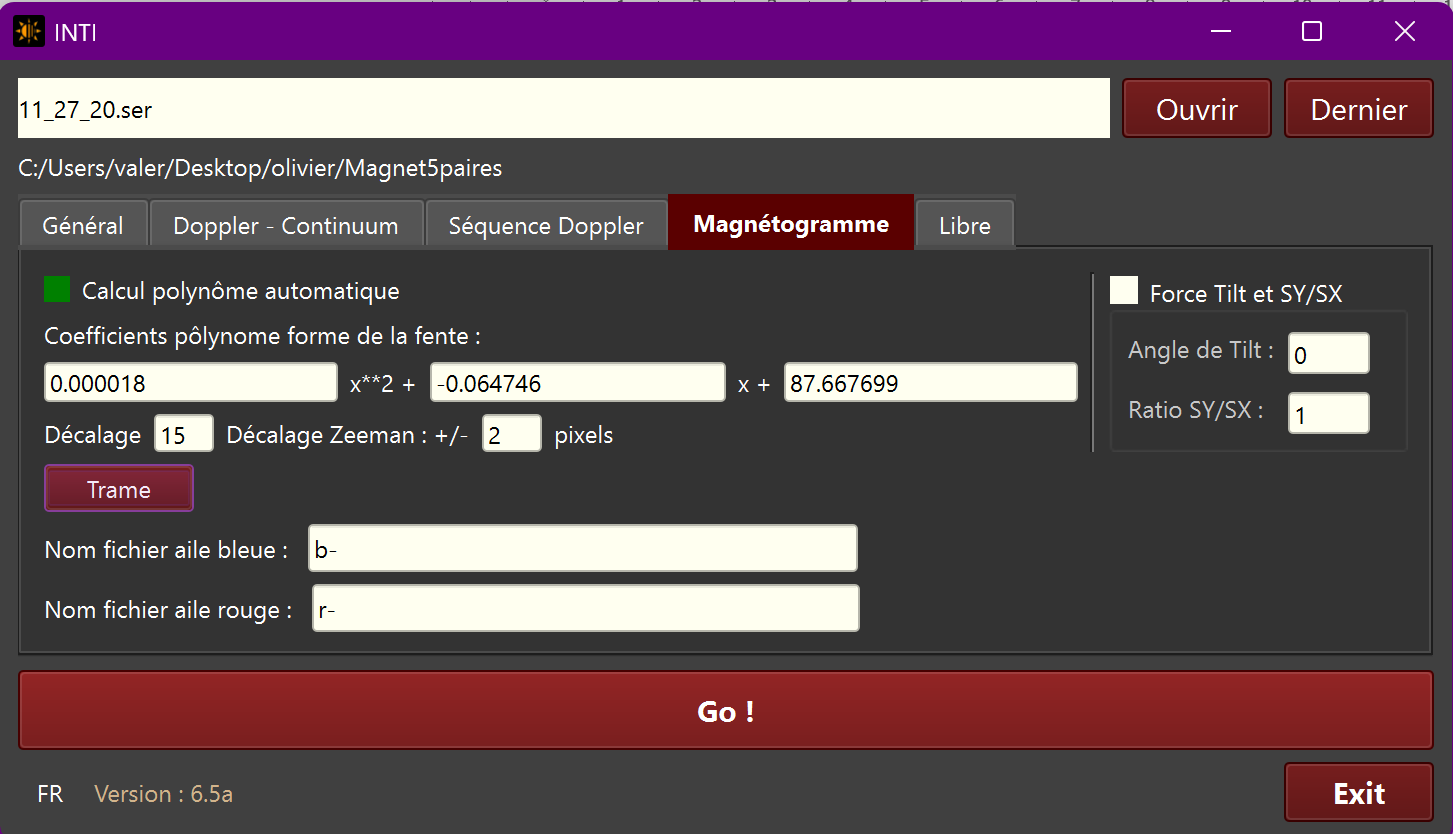 INTI
11_27_20.ser Ouvrir Dernier
C:/Users/valer/Desktop/olivier/Magnet5paires
Général Doppler - Continuum Séquence Doppler Magnétogramme Libre
Calcul polynôme automatique
Force Tilt et SY/SX
Coefficients pôlynome forme de la fente :
0.000018 x**2 + -0.064746 x + 87.667699
Angle de Tilt : 0
Ratio SY/SX : 1
Décalage 15 Décalage Zeeman : +/- 2 pixels
Trame
Nom fichier aile bleue : b-
Nom fichier aile rouge : r-
Go !
FR Version : 6.5a Exit